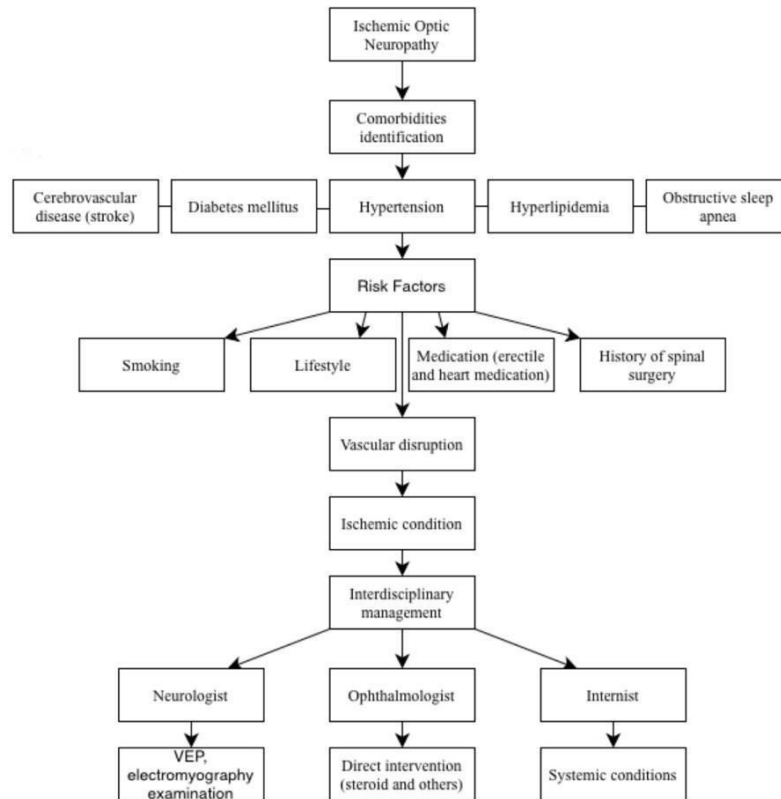 Ischemic Optic
Neuropathy
Comorbidities
identification
Cerebrovascular
disease (stroke)
Diabetes mellitus
Hypertension
Hyperlipidemia
Obstructive sleep
apnea
Risk Factors
Smoking
Lifestyle
Medication (erectile
and heart medication)
History of spinal
surgery
Vascular disruption
Ischemic condition
Interdisciplinary
management
Neurologist
Ophthalmologist
Internist
VEP,
electromyography
examination
Direct intervention
(steroid and others)
Systemic conditions